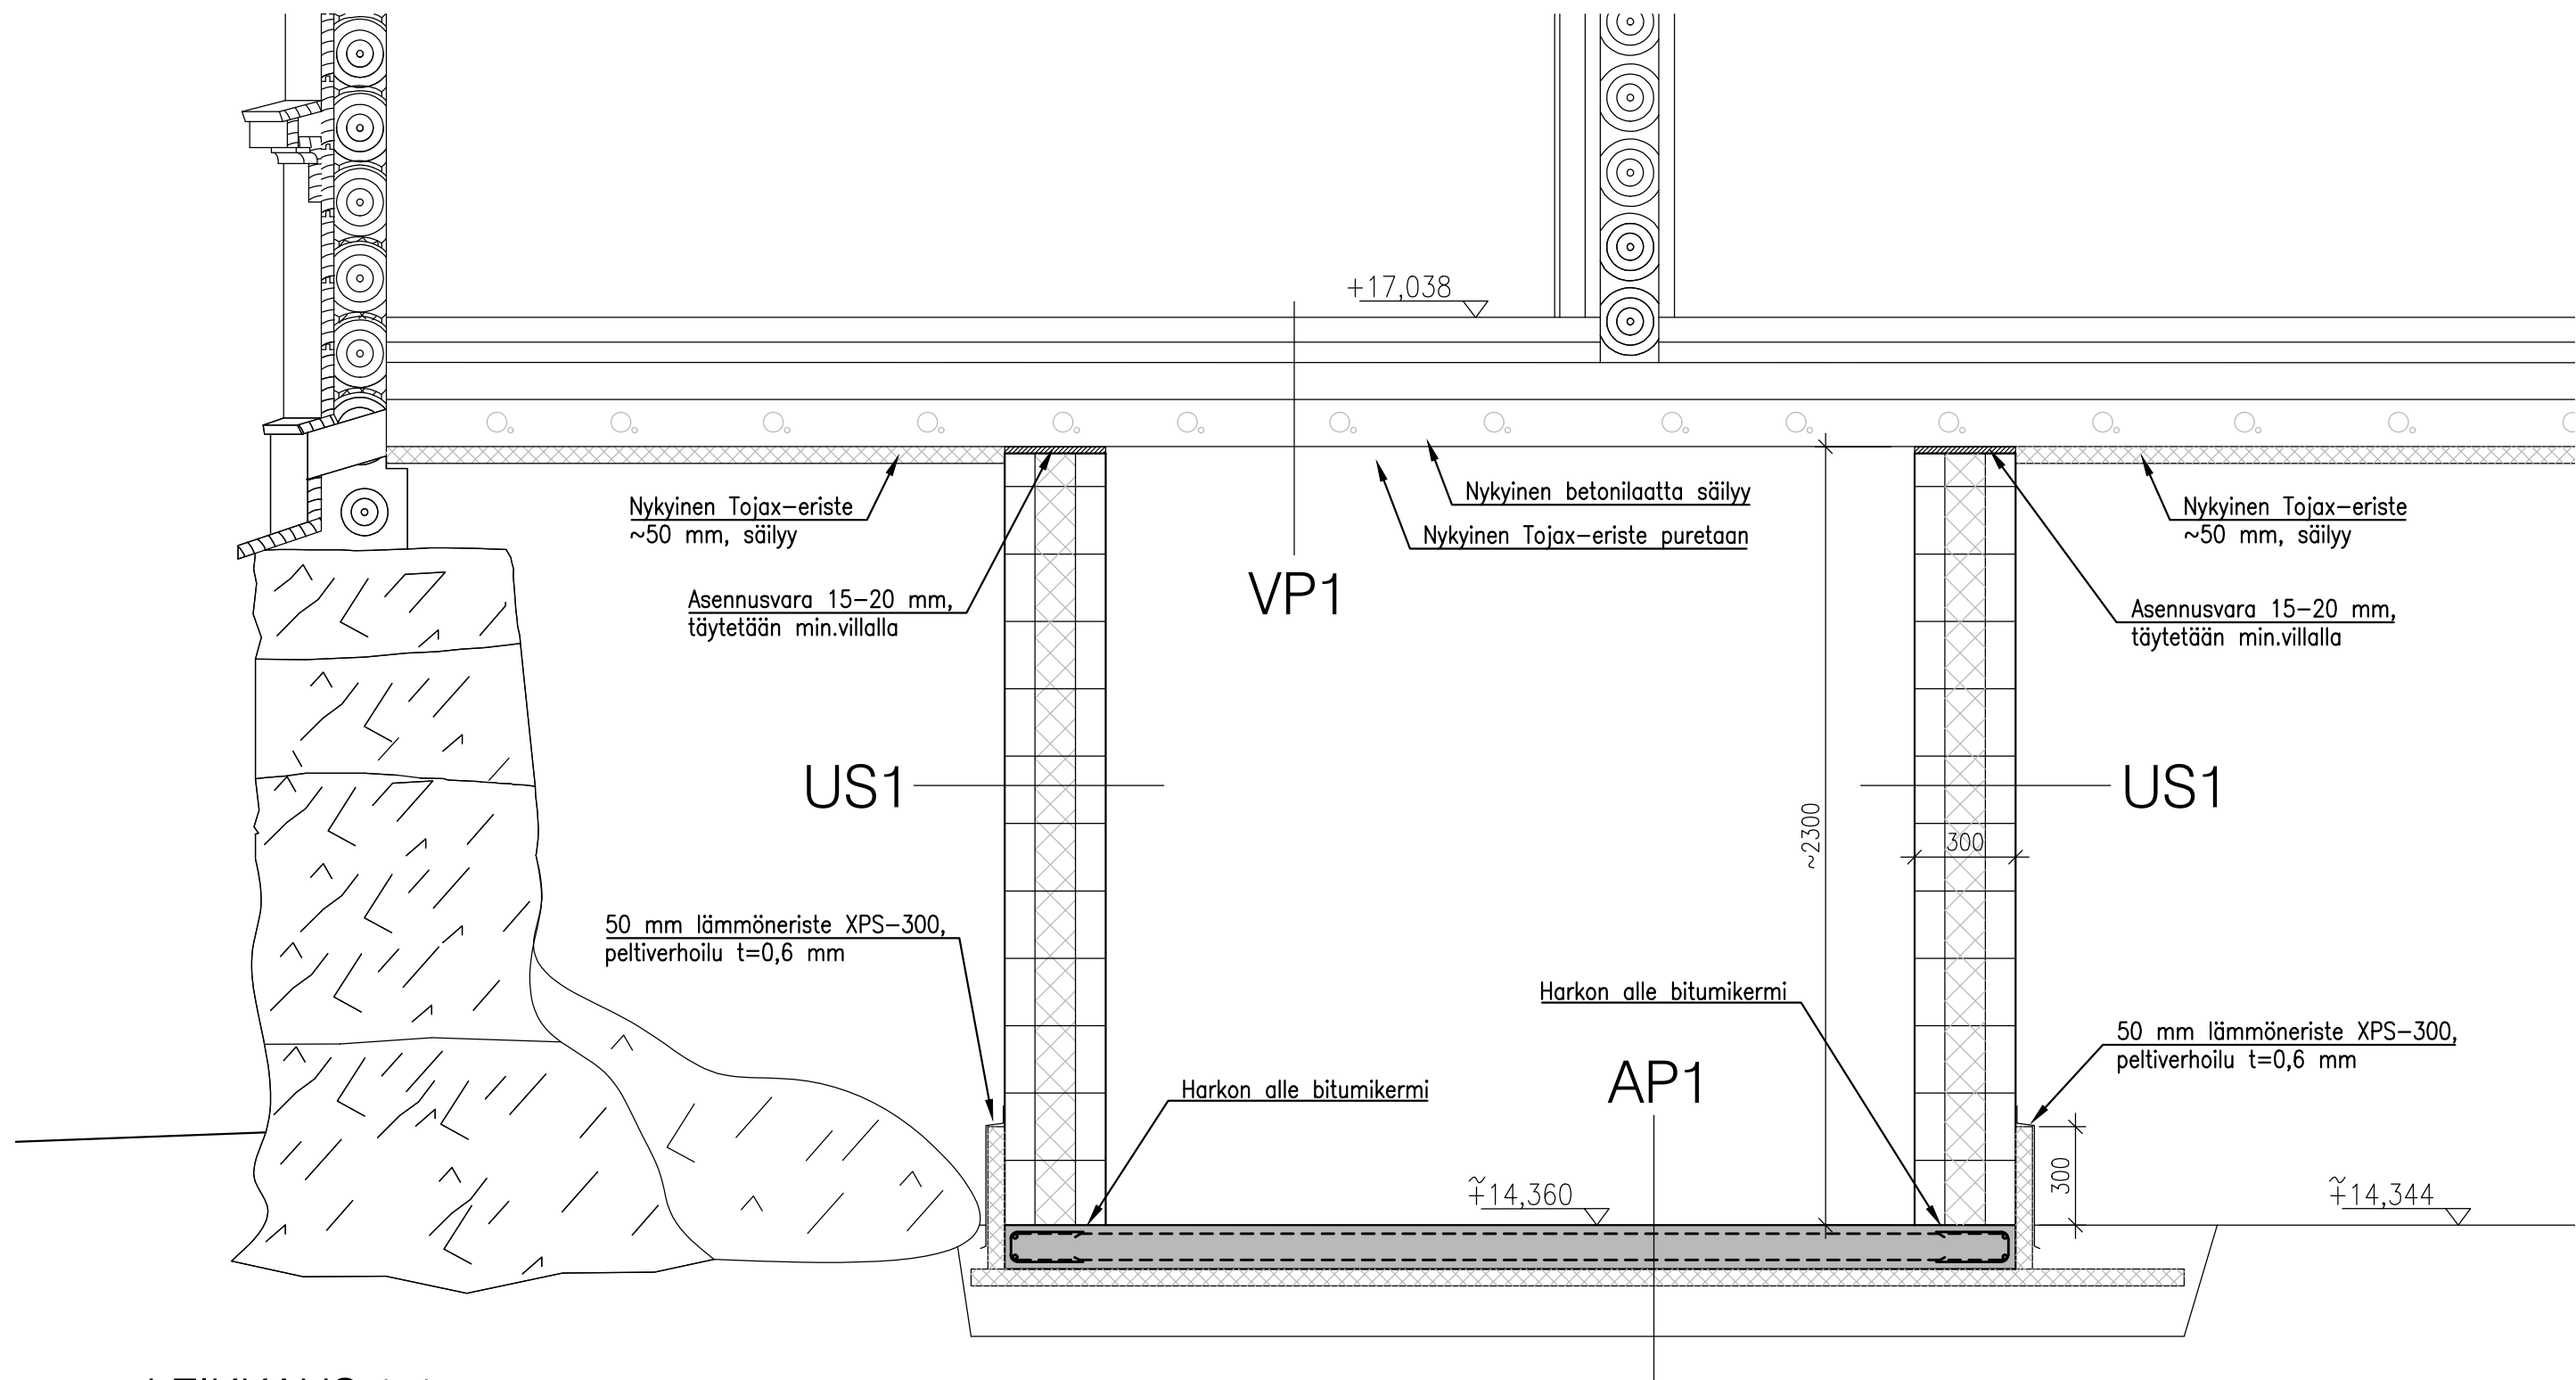 +17,038
Nykyinen Tojax-eriste
~50 mm, säilyy
Nykyinen betonilaatta säilyy
Nykyinen Tojax-eriste puretaan
Nykyinen Tojax-eriste
~50 mm, säilyy
Asennusvara 15-20 mm,
täytetään min.villalla
VP1
Asennusvara 15-20 mm,
täytetään min.villalla
US1
US1
~2300
300
50 mm lämmöneriste XPS-300,
peltiverhoilu t=0,6 mm
Harkon alle bitumikermi
50 mm lämmöneriste XPS-300,
peltiverhoilu t=0,6 mm
Harkon alle bitumikermi
AP1
300
~+14,360
~+14,344